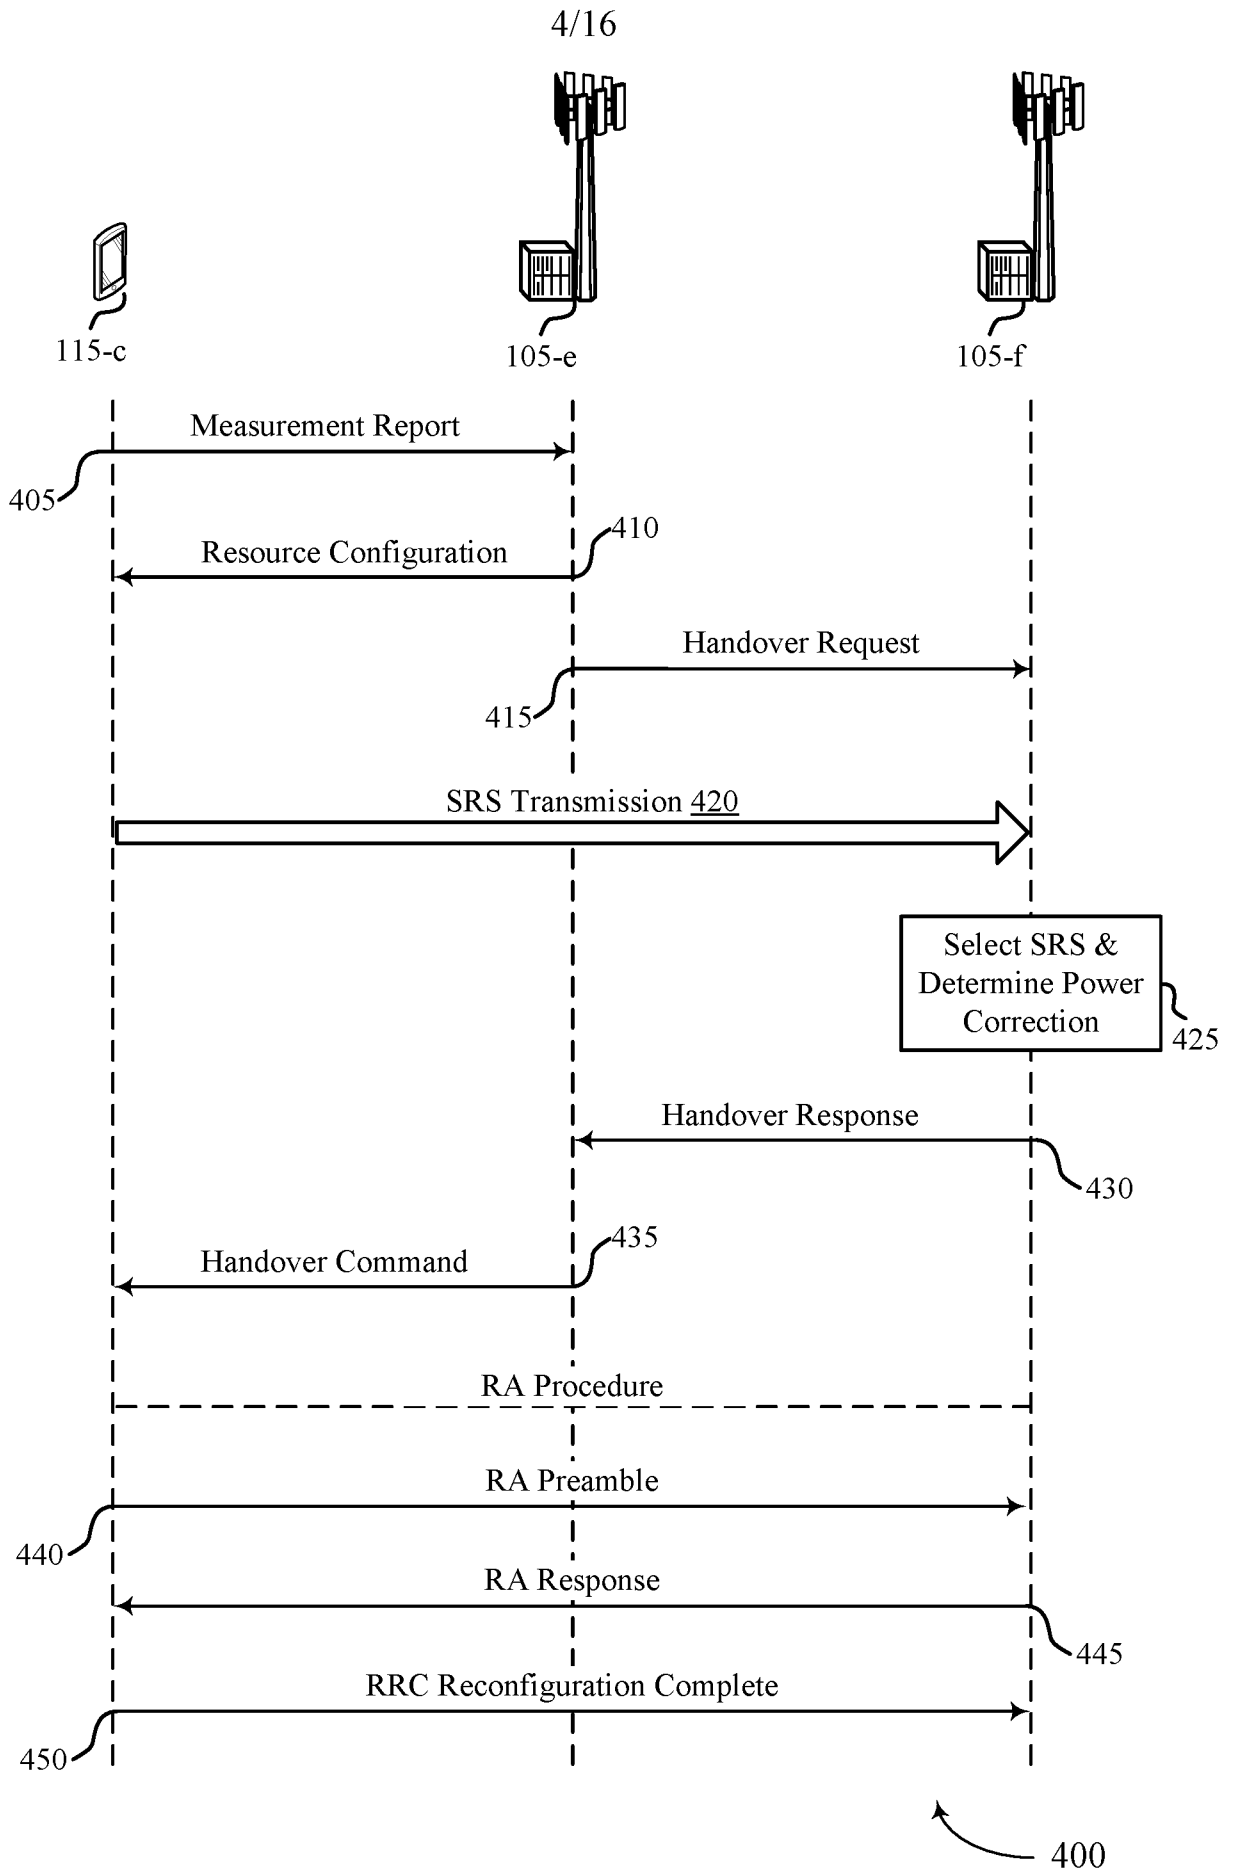 4/16
115-c
105-e
105-f
Measurement Report
405
410
Resource Configuration
Handover Request
415
SRS Transmission 420
Select SRS &
Determine Power
Correction
425
Handover Response
430
435
Handover Command
RA Procedure
RA Preamble
440
RA Response
445
RRC Reconfiguration Complete
450
400